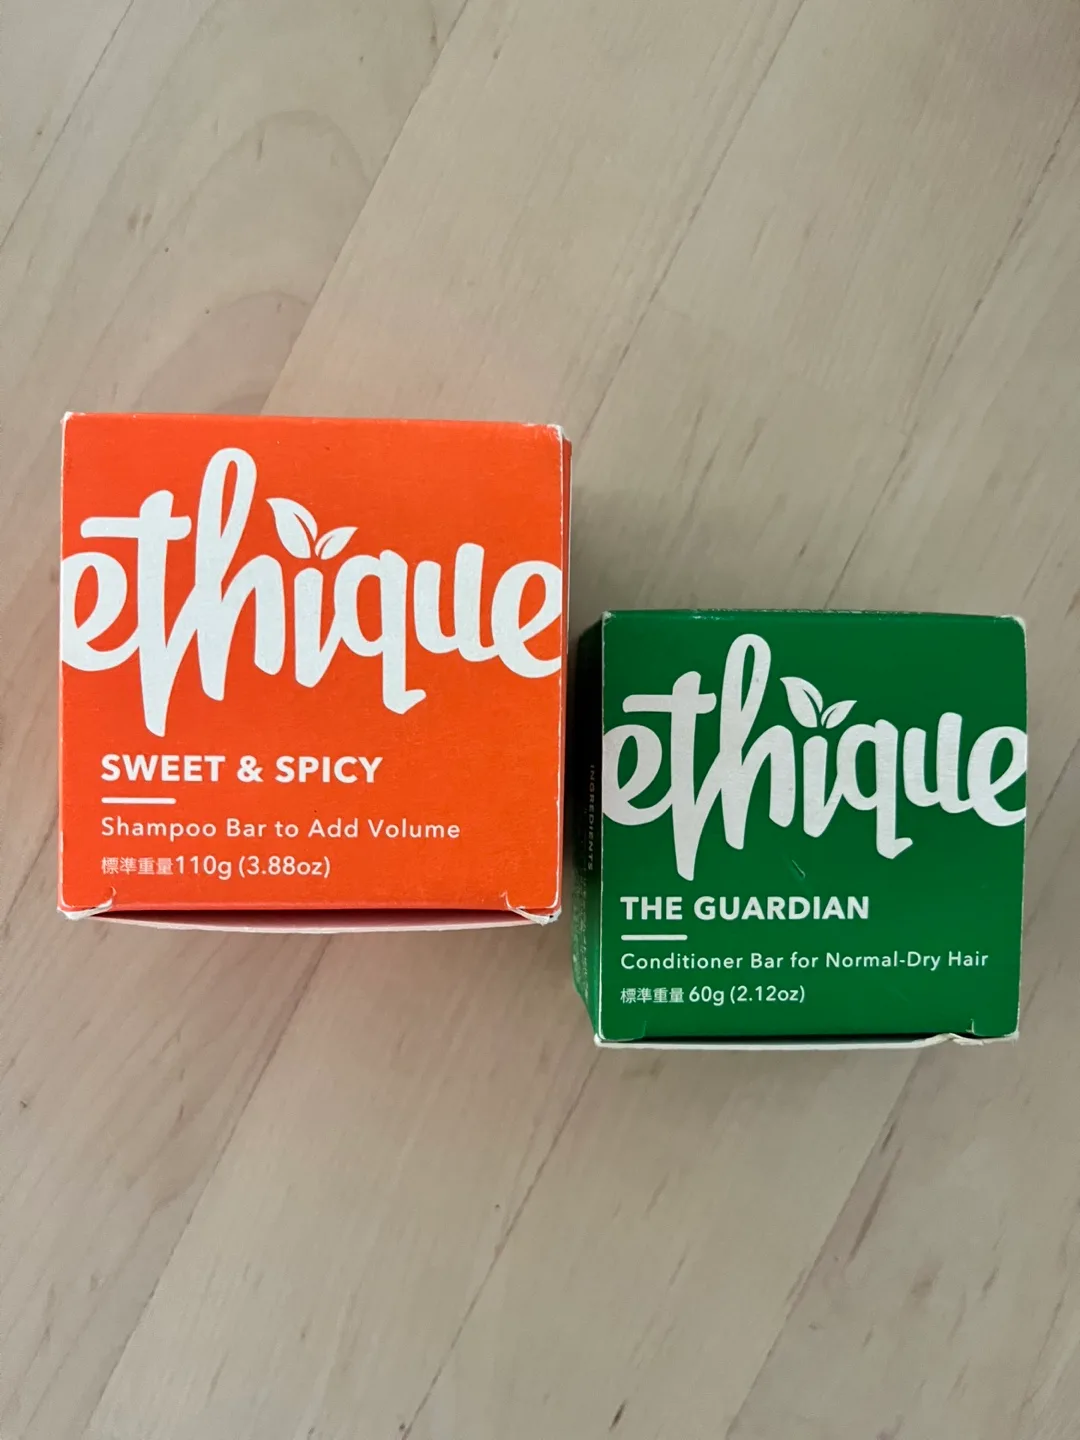 ethique
SWEET & SPICY
Shampoo Bar to Add Volume
標準重量110g (3.88oz)
ethique
THE GUARDIAN
Conditioner Bar for Normal-Dry Hair
標準重量 60g (2.12oz)
INGREDIENTS